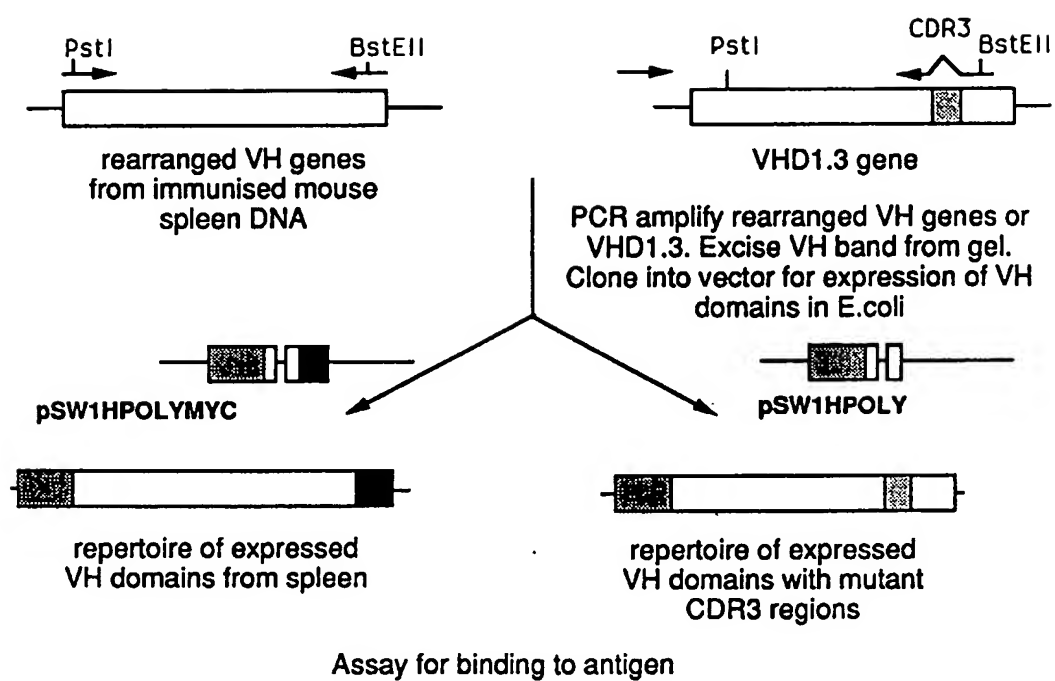 PstI
BstEII
PstI
CDR3
BstEII
rearranged VH genes
from immunised mouse
spleen DNA
VHD1.3 gene
PCR amplify rearranged VH genes or
VHD1.3. Excise VH band from gel.
Clone into vector for expression of VH
domains in E.coli
pSW1HPOLYMYC
pSW1HPOLY
repertoire of expressed
VH domains from spleen
repertoire of expressed
VH domains with mutant
CDR3 regions
Assay for binding to antigen